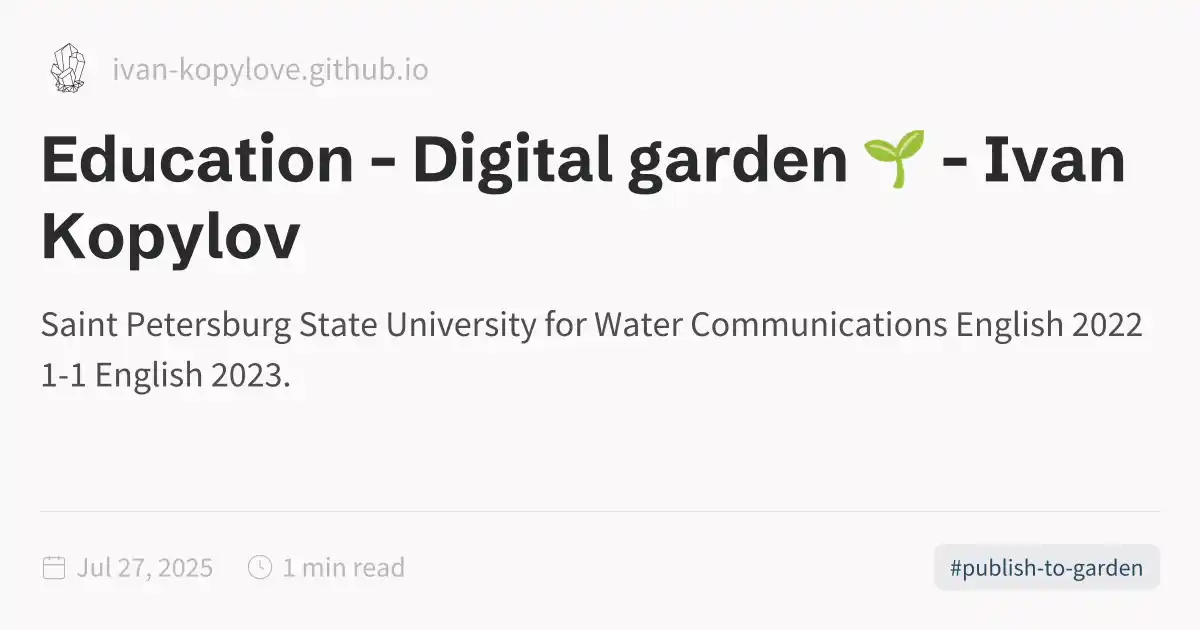 ivan-kopylove.github.io
Education - Digital garden 🌱 - Ivan
Kopylov
Saint Petersburg State University for Water Communications English 2022
1-1 English 2023.
Jul 27, 2025
1 min read
#publish-to-garden